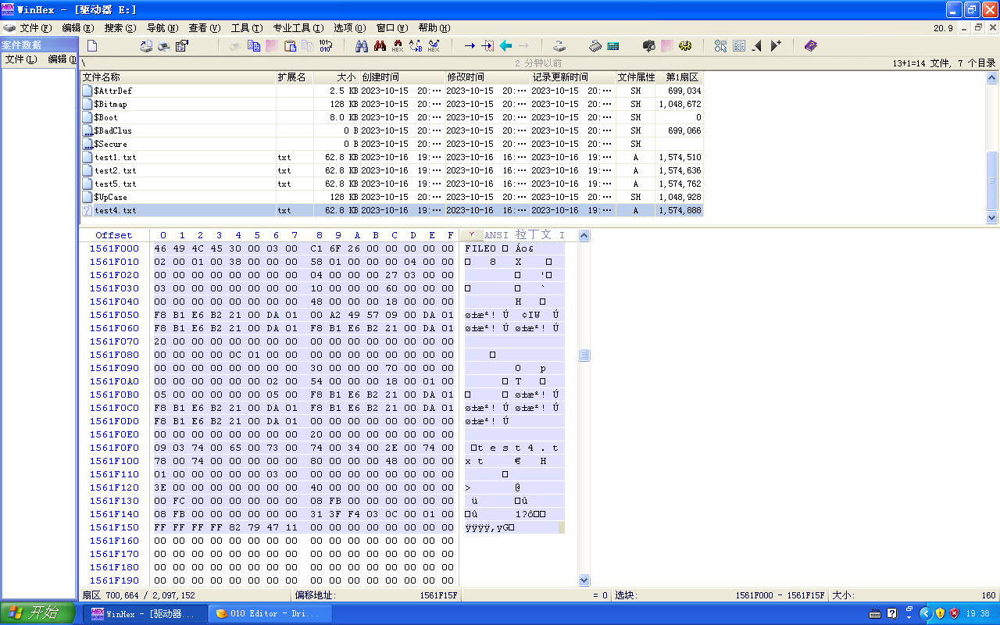 WinHex - [驱动器 E:]
文件(F) 编辑(E) 搜索(S) 导航(N) 查看(V) 工具(T) 专业工具(I) 选项(O) 窗口(W) 帮助(H) 20.9
案件数据
文件(L) 编辑(D
\ 2 分钟以前 13+1=14 文件, 7 个目录
文件名称 扩展名 大小 创建时间 修改时间 记录更新时间 文件属性 第1扇区
$AttrDef 2.5 KB 2023-10-15 20:··· 2023-10-15 20:··· 2023-10-15 20:··· SH 699,034
$Bitmap 128 KB 2023-10-15 20:··· 2023-10-15 20:··· 2023-10-15 20:··· SH 1,048,672
$Boot 8.0 KB 2023-10-15 20:··· 2023-10-15 20:··· 2023-10-15 20:··· SH 0
$BadClus 0 B 2023-10-15 20:··· 2023-10-15 20:··· 2023-10-15 20:··· SH 699,066
$Secure 0 B 2023-10-15 20:··· 2023-10-15 20:··· 2023-10-15 20:··· SH
test1.txt txt 62.8 KB 2023-10-16 19:··· 2023-10-16 16:··· 2023-10-16 19:··· A 1,574,510
test2.txt txt 62.8 KB 2023-10-16 19:··· 2023-10-16 16:··· 2023-10-16 19:··· A 1,574,636
test5.txt txt 62.8 KB 2023-10-16 19:··· 2023-10-16 16:··· 2023-10-16 19:··· A 1,574,762
$UpCase 128 KB 2023-10-15 20:··· 2023-10-15 20:··· 2023-10-15 20:··· SH 1,048,928
test4.txt txt 62.8 KB 2023-10-16 19:··· 2023-10-16 16:··· 2023-10-16 19:··· A 1,574,888
Offset 0 1 2 3 4 5 6 7 8 9 A B C D E F ANSI 拉丁文 I
1561F000 46 49 4C 45 30 00 03 00 C1 6F 26 00 00 00 00 00 FILE0 Áo&
1561F010 02 00 01 00 38 00 00 00 58 01 00 00 00 04 00 00 8 X
1561F020 00 00 00 00 00 00 00 00 04 00 00 00 27 03 00 00 '
1561F030 03 00 00 00 00 00 00 00 10 00 00 00 60 00 00 00 `
1561F040 00 00 00 00 00 00 00 00 48 00 00 00 18 00 00 00 H
1561F050 F8 B1 E6 B2 21 00 DA 01 00 A2 49 57 09 00 DA 01 ø±æ²! Ú ¢IW Ú
1561F060 F8 B1 E6 B2 21 00 DA 01 F8 B1 E6 B2 21 00 DA 01 ø±æ²! Ú ø±æ²! Ú
1561F070 20 00 00 00 00 00 00 00 00 00 00 00 00 00 00 00
1561F080 00 00 00 00 0C 01 00 00 00 00 00 00 00 00 00 00
1561F090 00 00 00 00 00 00 00 00 30 00 00 00 70 00 00 00 0 p
1561F0A0 00 00 00 00 00 00 02 00 54 00 00 00 18 00 01 00 T
1561F0B0 05 00 00 00 00 00 05 00 F8 B1 E6 B2 21 00 DA 01 ø±æ²! Ú
1561F0C0 F8 B1 E6 B2 21 00 DA 01 F8 B1 E6 B2 21 00 DA 01 ø±æ²! Ú ø±æ²! Ú
1561F0D0 F8 B1 E6 B2 21 00 DA 01 00 00 00 00 00 00 00 00 ø±æ²! Ú
1561F0E0 00 00 00 00 00 00 00 00 20 00 00 00 00 00 00 00
1561F0F0 09 03 74 00 65 00 73 00 74 00 34 00 2E 00 74 00 t e s t 4 . t
1561F100 78 00 74 00 00 00 00 00 80 00 00 00 48 00 00 00 x t € H
1561F110 01 00 00 00 00 00 03 00 00 00 00 00 00 00 00 00
1561F120 3E 00 00 00 00 00 00 00 40 00 00 00 00 00 00 00 > @
1561F130 00 FC 00 00 00 00 00 00 08 FB 00 00 00 00 00 00 ü û
1561F140 08 FB 00 00 00 00 00 00 31 3F F4 03 0C 00 01 00 û 1?ô
1561F150 FF FF FF FF 82 79 47 11 00 00 00 00 00 00 00 00 ÿÿÿÿ‚yG
1561F160 00 00 00 00 00 00 00 00 00 00 00 00 00 00 00 00
1561F170 00 00 00 00 00 00 00 00 00 00 00 00 00 00 00 00
1561F180 00 00 00 00 00 00 00 00 00 00 00 00 00 00 00 00
1561F190 00 00 00 00 00 00 00 00 00 00 00 00 00 00 00 00
扇区 700,664 / 2,097,152 偏移地址: 1561F15F = 0 选块: 1561F000 - 1561F15F 大小: 160
开始 WinHex - [驱动器... 010 Editor - Dri... 19:38